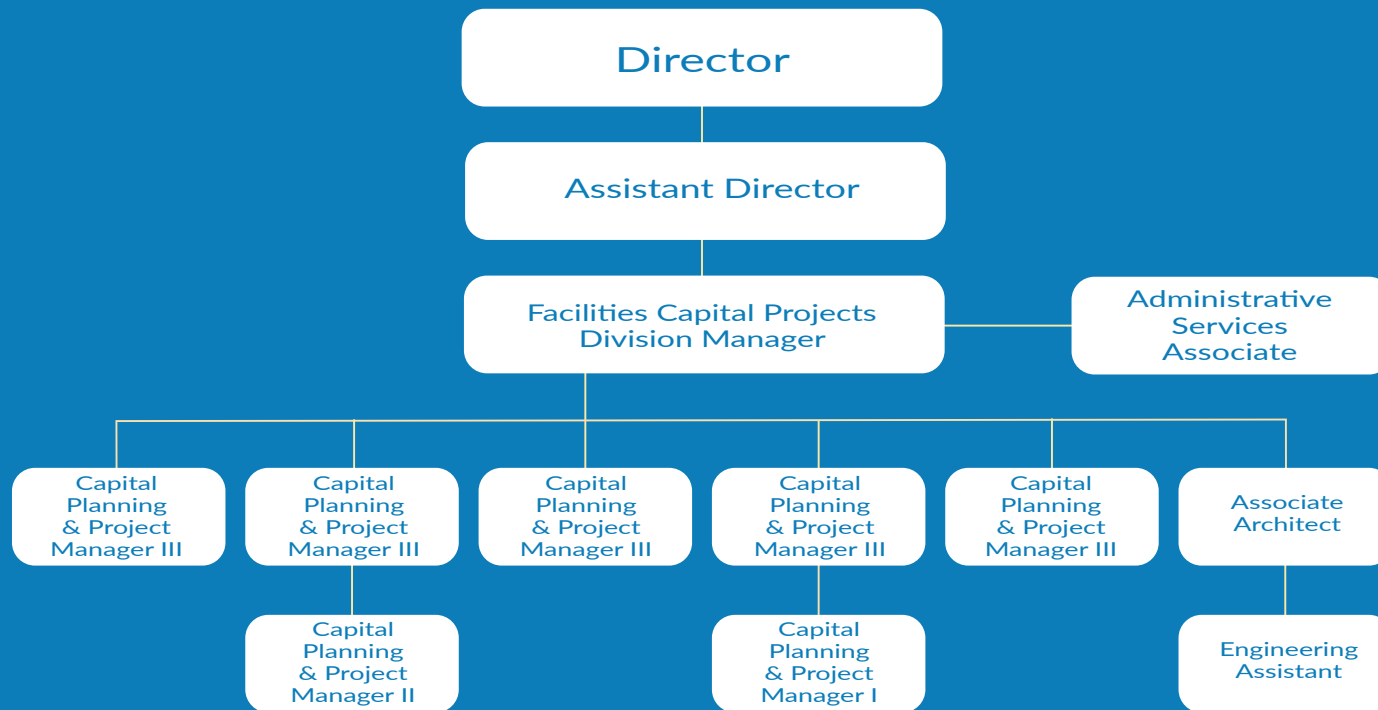 Director
Assistant Director
Facilities Capital Projects
Division Manager
Administrative
Services
Associate
Capital
Planning
& Project
Manager III
Capital
Planning
& Project
Manager III
Capital
Planning
& Project
Manager III
Capital
Planning
& Project
Manager III
Capital
Planning
& Project
Manager III
Associate
Architect
Capital
Planning
& Project
Manager II
Capital
Planning
& Project
Manager I
Engineering
Assistant